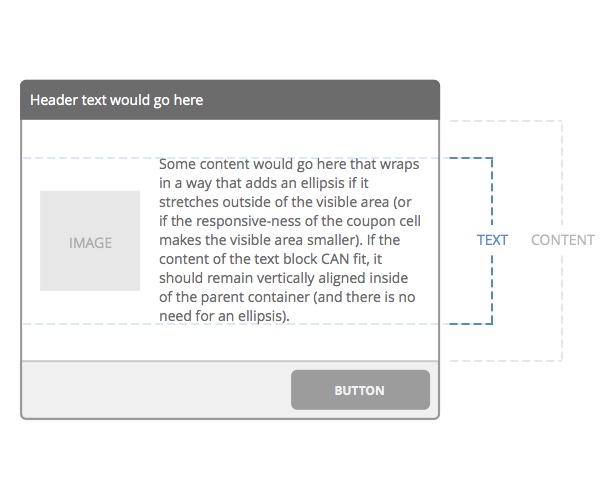 Header text would go here
Some content would go here that wraps
in a way that adds an ellipsis if it
stretches outside of the visible area (or
if the responsive-ness of the coupon cell
makes the visible area smaller). If the
content of the text block CAN fit, it
should remain vertically aligned inside
of the parent container (and there is no
need for an ellipsis).
IMAGE
TEXT
CONTENT
BUTTON